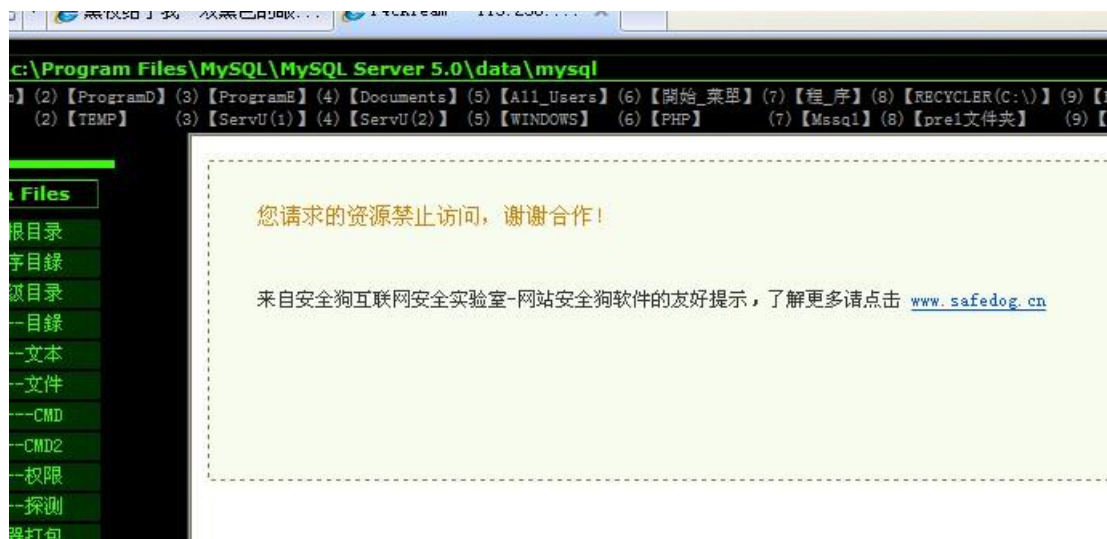 c:\Program Files\MySQL\MySQL Server 5.0\data\mysql
(2)【ProgramD】(3)【ProgramE】(4)【Documents】(5)【All_Users】(6)【開始_菜單】(7)【程_序】(8)【RECYCLER(C:\)】(9)【
(2)【TEMP】 (3)【ServU(1)】(4)【ServU(2)】 (5)【WINDOWS】 (6)【PHP】 (7)【Mssql】(8)【prel文件夹】 (9)【
Files
根目录
序目錄
级目录
--目錄
--文本
--文件
---CMD
--CMD2
--权限
--探测
器打包
您请求的资源禁止访问，谢谢合作！
来自安全狗互联网安全实验室-网站安全狗软件的友好提示，了解更多请点击 www.safedog.cn